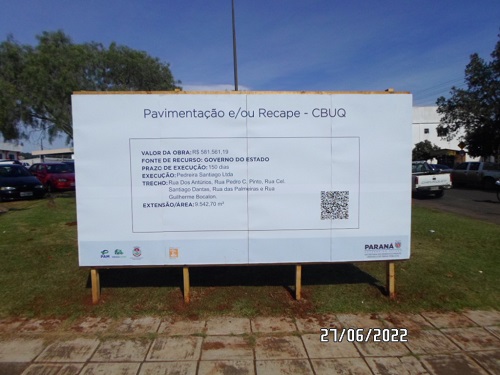 Pavimentação e/ou Recape - CBUQ
VALOR DA OBRA: R$ 561.561,19
FONTE DE RECURSO: GOVERNO DO ESTADO
PRAZO DE EXECUÇÃO: 150 dias
EXECUÇÃO: Pedreira Santiago Ltda
TRECHO: Rua Dos Antúrios, Rua Pedro C. Pinto, Rua Cel.
Santiago Dantas, Rua das Palmeiras e Rua
Guilherme Bocalon.
EXTENSÃO/ÁREA: 9.542,70 m²
PARANÁ
27/06/2022